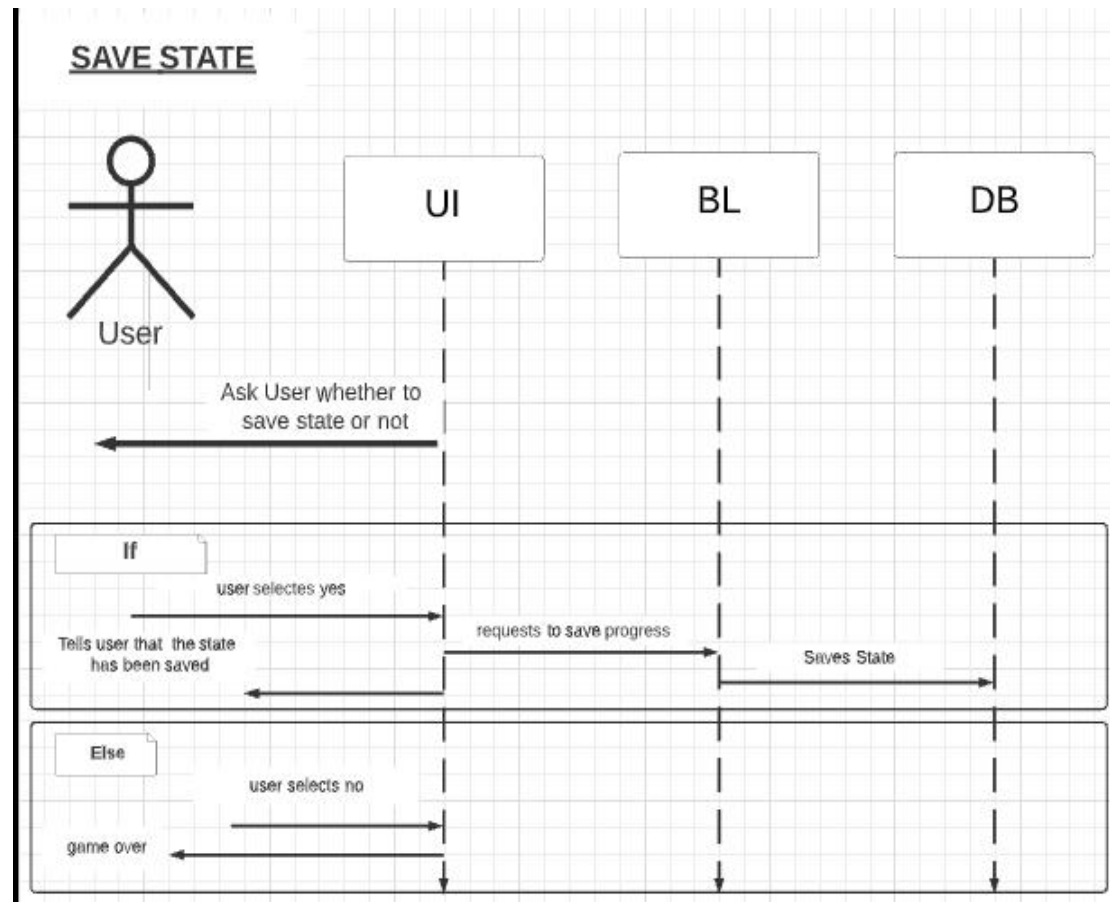 SAVE STATE
UI
BL
DB
User
Ask User whether to
save state or not
If
user selectes yes
requests to save progress
Tells user that the state
has been saved
Saves State
Else
user selects no
game over